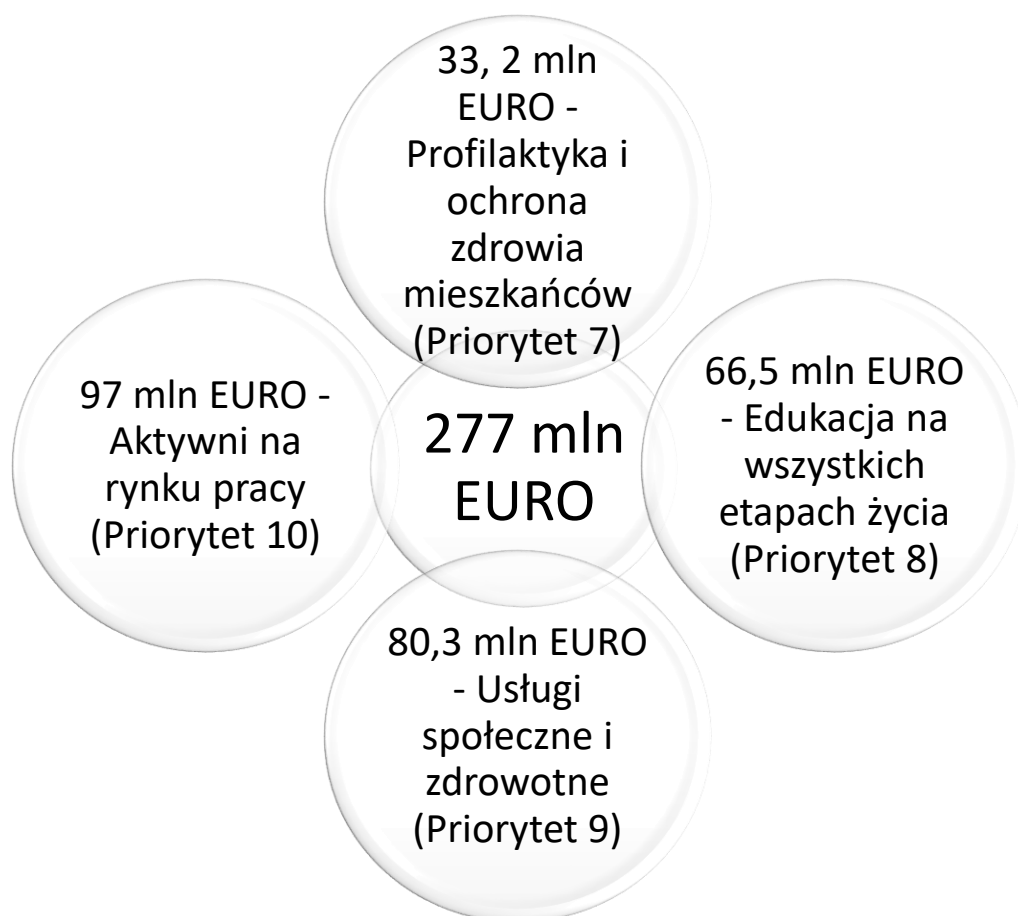 33, 2 mln
EURO -
Profilaktyka i
ochrona
zdrowia
mieszkańców
(Priorytet 7)
97 mln EURO -
Aktywni na
rynku pracy
(Priorytet 10)
277 mln
EURO
66,5 mln EURO
- Edukacja na
wszystkich
etapach życia
(Priorytet 8)
80,3 mln EURO
- Usługi
społeczne i
zdrowotne
(Priorytet 9)